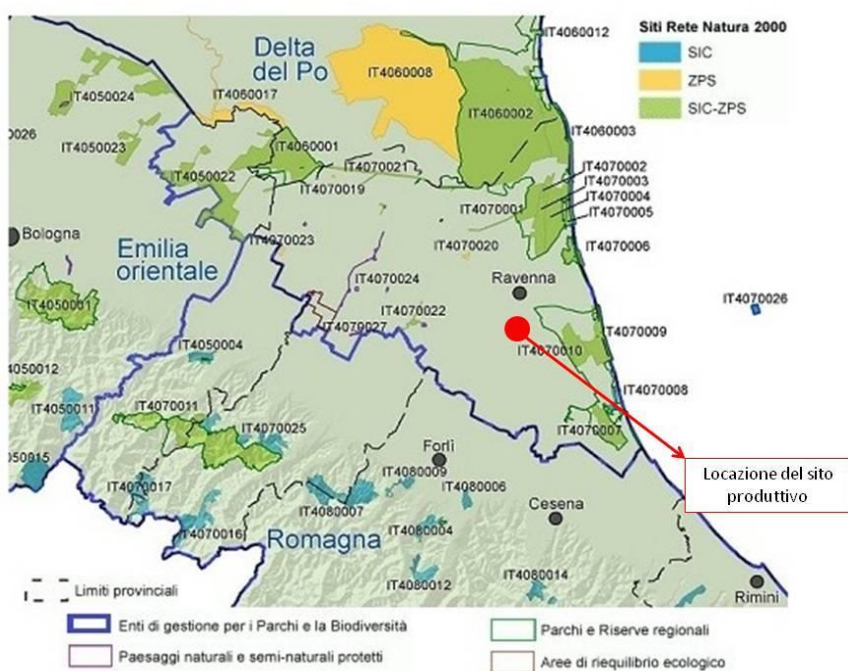 IT4060012
Siti Rete Natura 2000
SIC
ZPS
SIC-ZPS
Delta
del Po
IT4060008
IT4060017
IT4050024
IT4060002
IT4060003
0026
IT4050023
IT4060001
IT4070021
IT4050022
IT4070019
IT4070002
IT4070003
IT4070004
IT4070001
IT4070005
Bologna
IT4070023
IT4070020
IT4070006
Emilia
orientale
IT4070024
Ravenna
IT4070026
IT4050001
IT4070022
IT4070027
IT4070009
IT4050004
IT4070010
IT4050012
IT4070008
IT4050011
IT4070011
IT4070025
IT4070007
Forlì
050015
IT4080009
Locazione del sito
produttivo
IT4070017
IT4080006
IT4080007
Cesena
IT4070016
IT4080004
Romagna
IT4080012
IT4080014
Rimini
Limiti provinciali
Enti di gestione per i Parchi e la Biodiversità
Parchi e Riserve regionali
Paesaggi naturali e semi-naturali protetti
Aree di riequilibrio ecologico